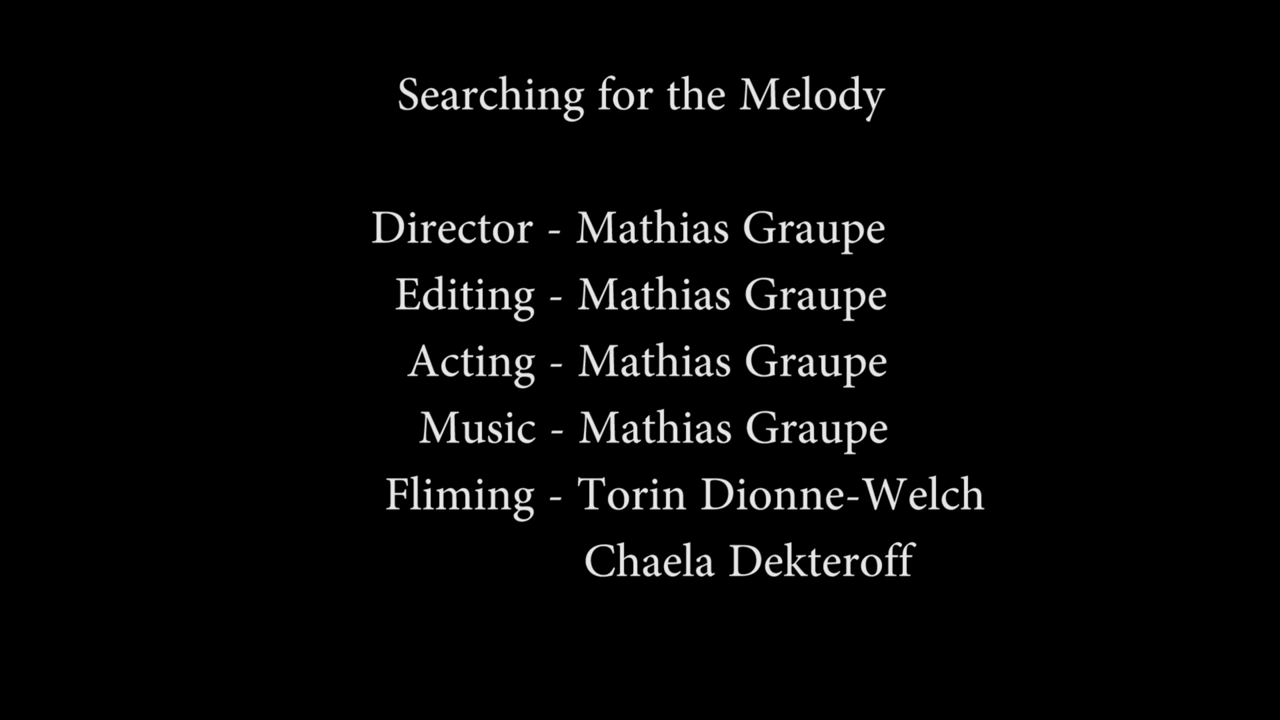 Searching for the Melody
Director - Mathias Graupe
Editing - Mathias Graupe
Acting - Mathias Graupe
Music - Mathias Graupe
Fliming - Torin Dionne-Welch
Chaela Dekteroff